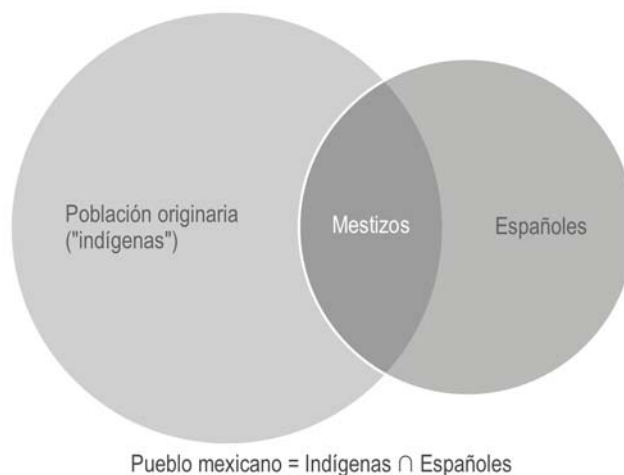 Población originaria
("indígenas")
Mestizos
Españoles
Pueblo mexicano = Indígenas ∩ Españoles